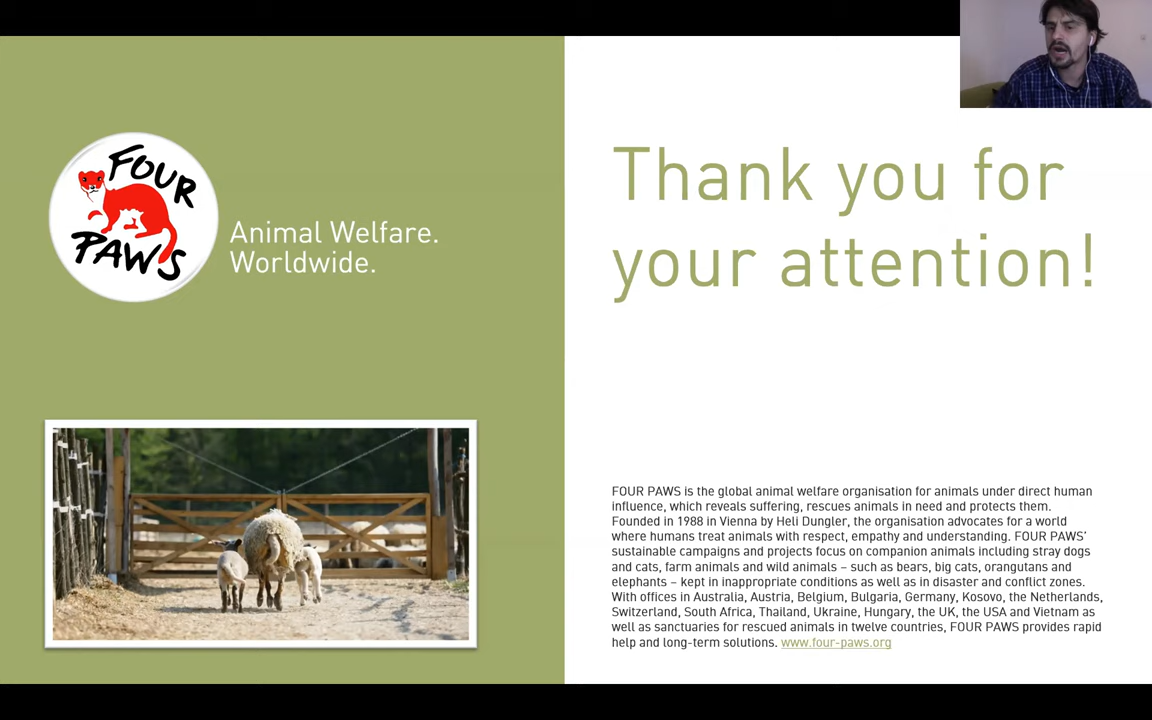 FOUR
PAWS
Animal Welfare.
Worldwide.
Thank you for
your attention!
FOUR PAWS is the global animal welfare organisation for animals under direct human
influence, which reveals suffering, rescues animals in need and protects them.
Founded in 1988 in Vienna by Heli Dungler, the organisation advocates for a world
where humans treat animals with respect, empathy and understanding. FOUR PAWS’
sustainable campaigns and projects focus on companion animals including stray dogs
and cats, farm animals and wild animals – such as bears, big cats, orangutans and
elephants – kept in inappropriate conditions as well as in disaster and conflict zones.
With offices in Australia, Austria, Belgium, Bulgaria, Germany, Kosovo, the Netherlands,
Switzerland, South Africa, Thailand, Ukraine, Hungary, the UK, the USA and Vietnam as
well as sanctuaries for rescued animals in twelve countries, FOUR PAWS provides rapid
help and long-term solutions. www.four-paws.org